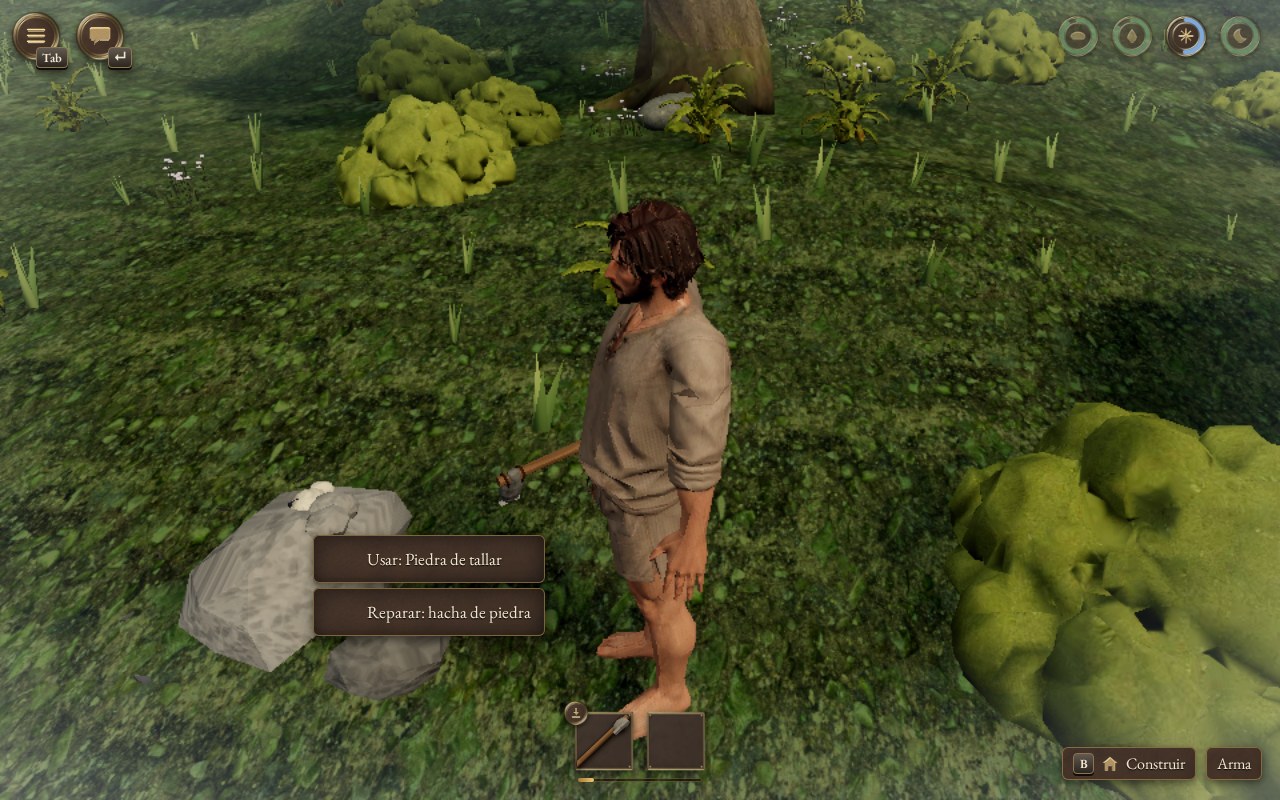 Tab
Usar: Piedra de tallar
Reparar: hacha de piedra
B Construir
Arma